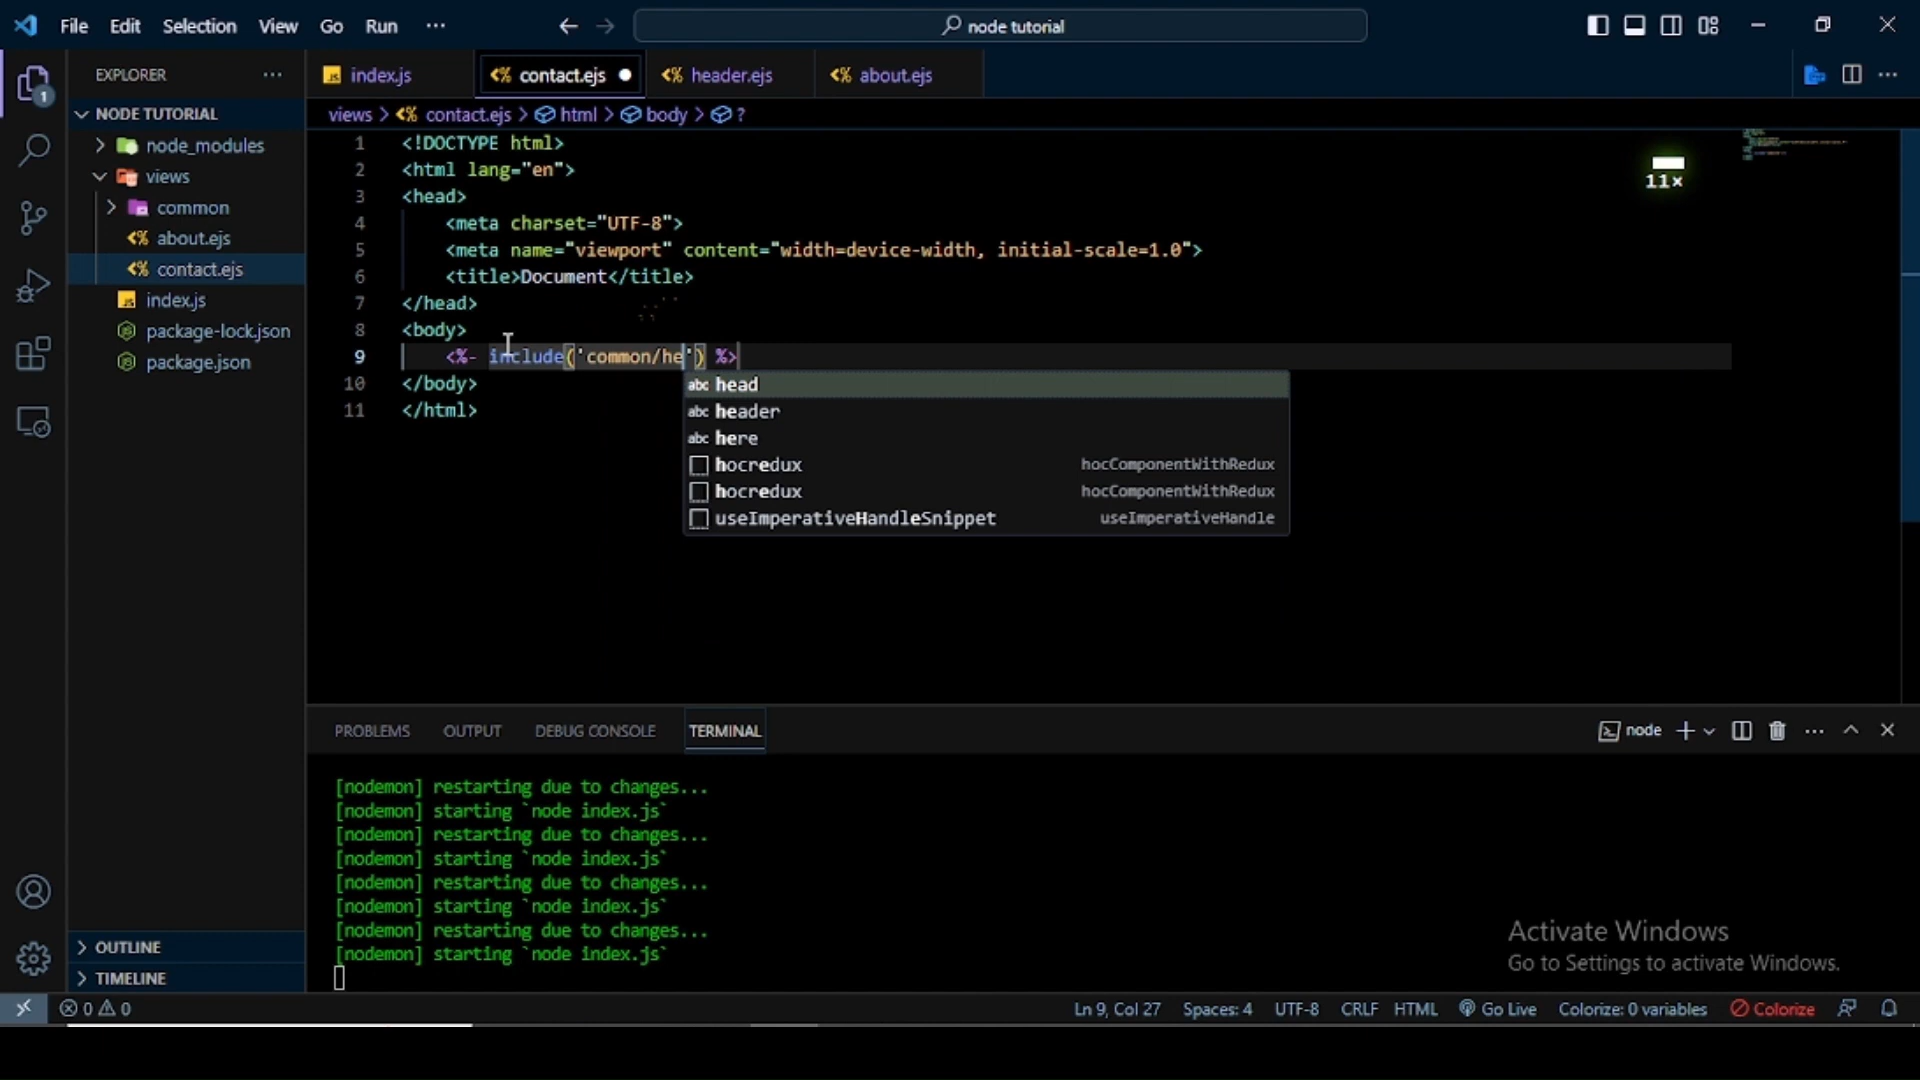 File Edit Selection View Go Run ··· node tutorial
EXPLORER ···
index.js contact.ejs header.ejs about.ejs ···
NODE TUTORIAL
node_modules
views
common
about.ejs
contact.ejs
index.js
package-lock.json
package.json
OUTLINE
TIMELINE
1
views > contact.ejs > html > body > ?
1 <!DOCTYPE html>
2 <html lang="en">
3 <head>
4 <meta charset="UTF-8">
5 <meta name="viewport" content="width=device-width, initial-scale=1.0">
6 <title>Document</title>
7 </head>
8 <body>
9 <%- include('common/he') %>
10 </body>
11 </html>
11×
abc head
abc header
abc here
hocredux hocComponentWithRedux
hocredux hocComponentWithRedux
useImperativeHandleSnippet useImperativeHandle
PROBLEMS OUTPUT DEBUG CONSOLE TERMINAL node ···
[nodemon] restarting due to changes...
[nodemon] starting `node index.js`
[nodemon] restarting due to changes...
[nodemon] starting `node index.js`
[nodemon] restarting due to changes...
[nodemon] starting `node index.js`
[nodemon] restarting due to changes...
[nodemon] starting `node index.js`
Activate Windows
Go to Settings to activate Windows.
0 0 Ln 9, Col 27 Spaces: 4 UTF-8 CRLF HTML Go Live Colorize: 0 variables Colorize